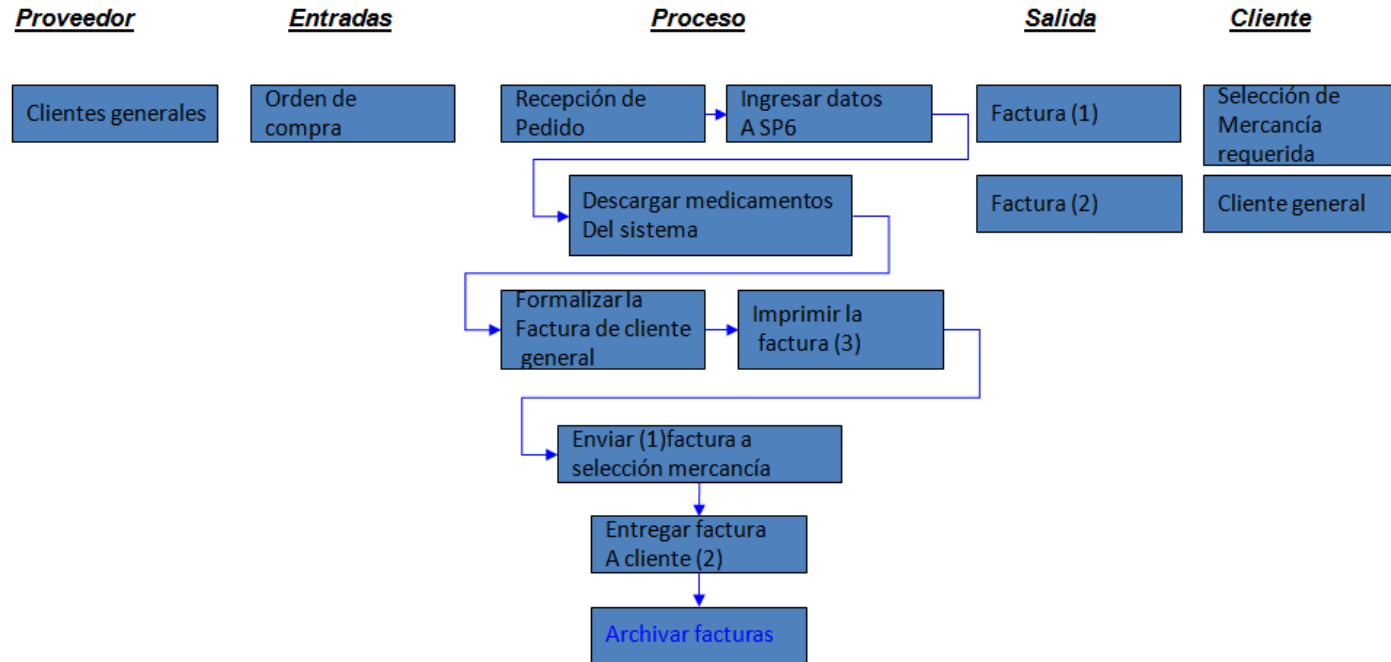 Proveedor
Entradas
Proceso
Salida
Cliente
Clientes generales
Orden de
compra
Recepción de
Pedido
Ingresar datos
A SP6
Factura (1)
Selección de
Mercancía
requerida
Descargar medicamentos
Del sistema
Factura (2)
Cliente general
Formalizar la
Factura de cliente
general
Imprimir la
factura (3)
Enviar (1)factura a
selección mercancía
Entregar factura
A cliente (2)
Archivar facturas